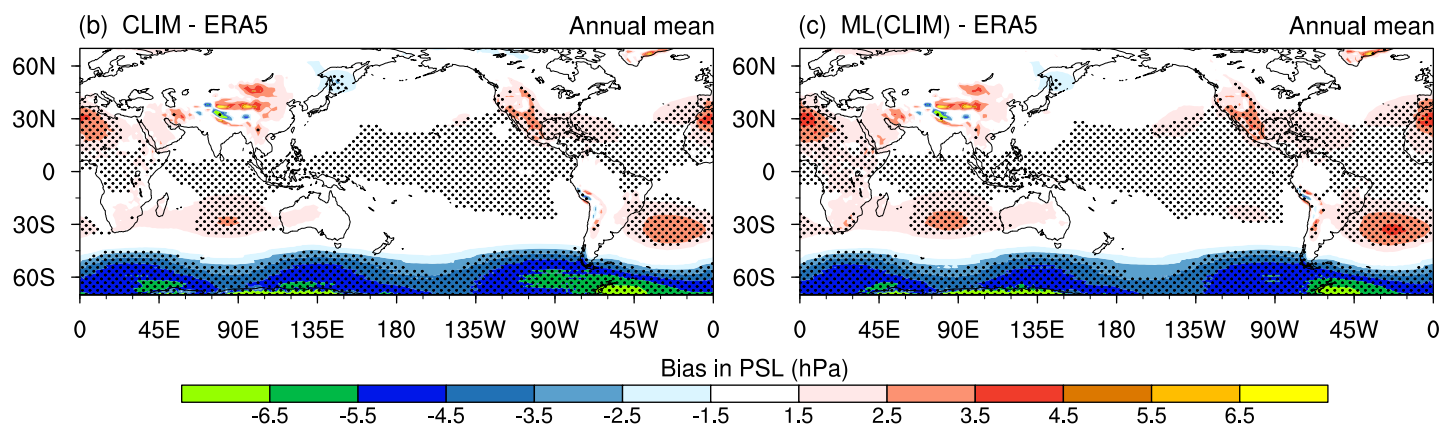 (b) CLIM - ERA5 Annual mean
60N
30N
0
30S
60S
0 45E 90E 135E 180 135W 90W 45W 0
(c) ML(CLIM) - ERA5 Annual mean
60N
30N
0
30S
60S
0 45E 90E 135E 180 135W 90W 45W 0
Bias in PSL (hPa)
-6.5 -5.5 -4.5 -3.5 -2.5 -1.5 1.5 2.5 3.5 4.5 5.5 6.5